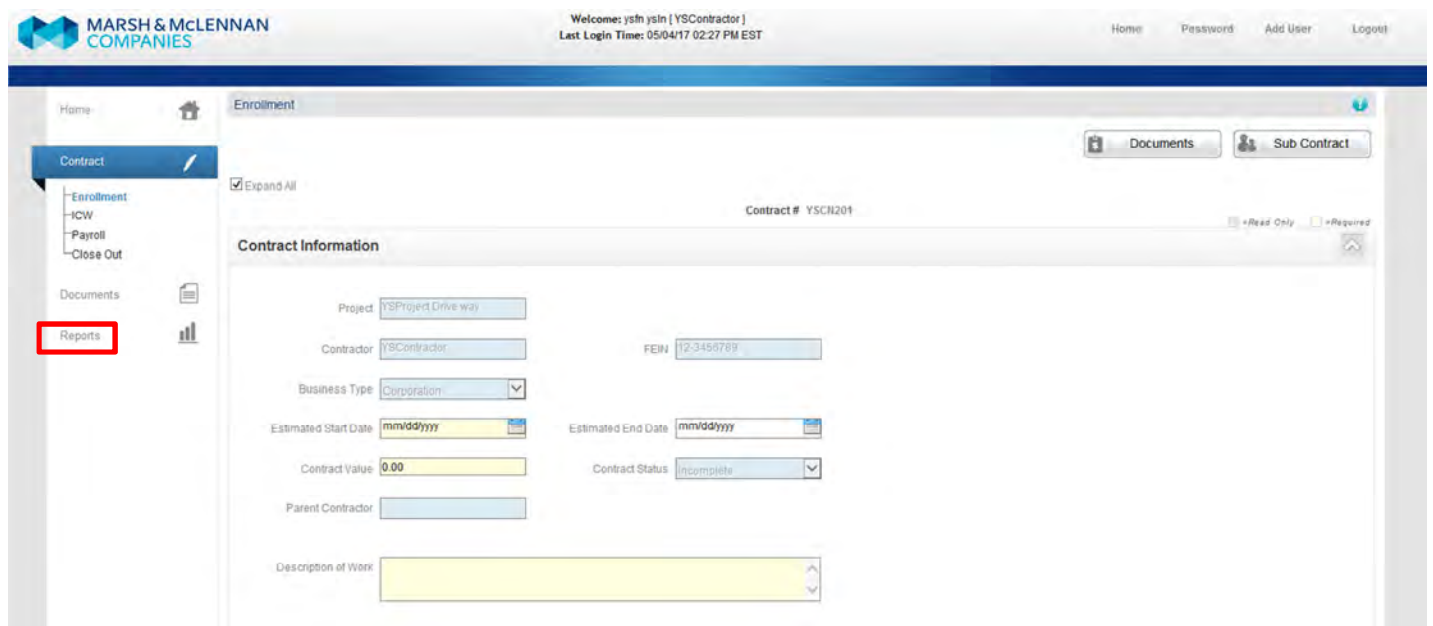 MARSH & McLENNAN
COMPANIES
Welcome: ysfn ysln [ YSContractor ]
Last Login Time: 05/04/17 02:27 PM EST
Home Password Add User Logout
Home
Enrollment
Documents Sub Contract
Contract
Expand All
Enrollment
ICW
Payroll
Close Out
Contract # YSCN201
=Read Only =Required
Contract Information
Documents
Reports
Project YSProject Drive way
Contractor YSContractor FEIN 12-3456789
Business Type Corporation
Estimated Start Date mm/dd/yyyy Estimated End Date mm/dd/yyyy
Contract Value 0.00 Contract Status Incomplete
Parent Contractor
Description of Work